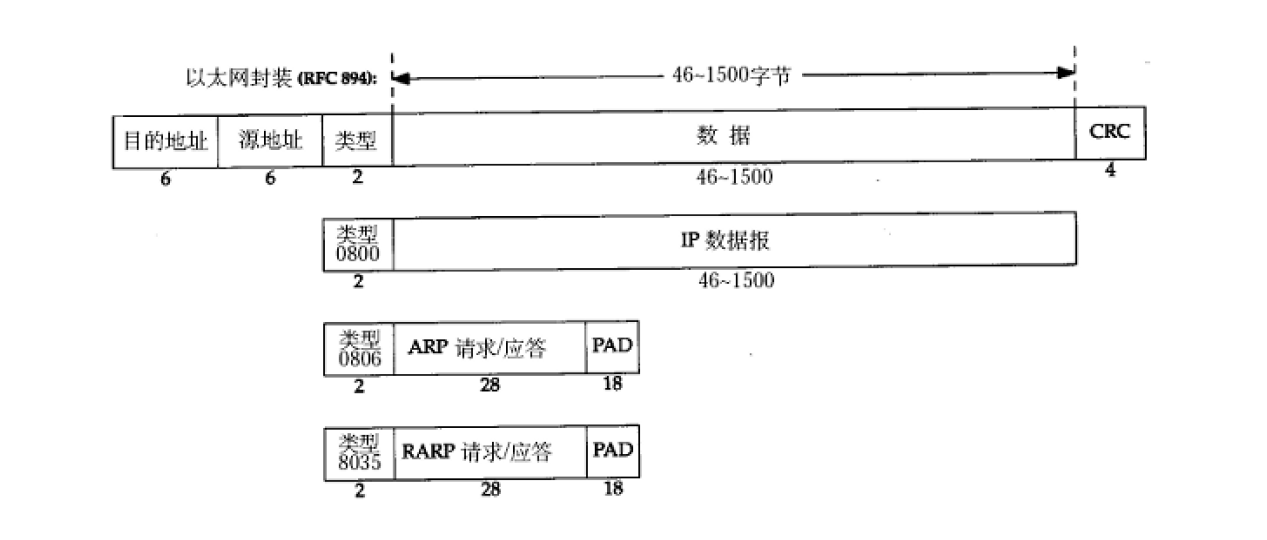 以太网封装 (RFC 894): 46~1500字节
目的地址 源地址 类型 数 据 CRC
6 6 2 46~1500 4
类型
0800
IP 数据报
2 46~1500
类型
0806
ARP 请求/应答 PAD
2 28 18
类型
8035
RARP 请求/应答 PAD
2 28 18